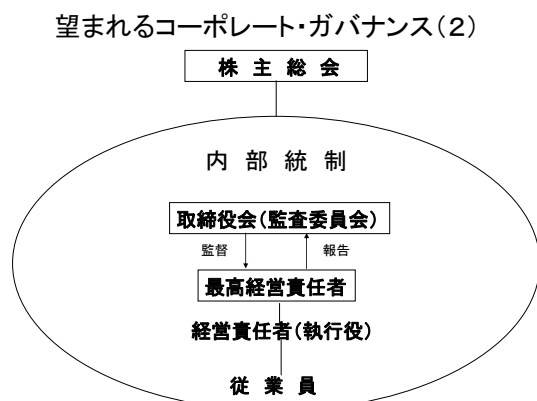 望まれるコーポレート・ガバナンス(2)
株 主 総 会
内 部 統 制
取締役会(監査委員会)
監督 報告
最高経営責任者
経営責任者(執行役)
従 業 員